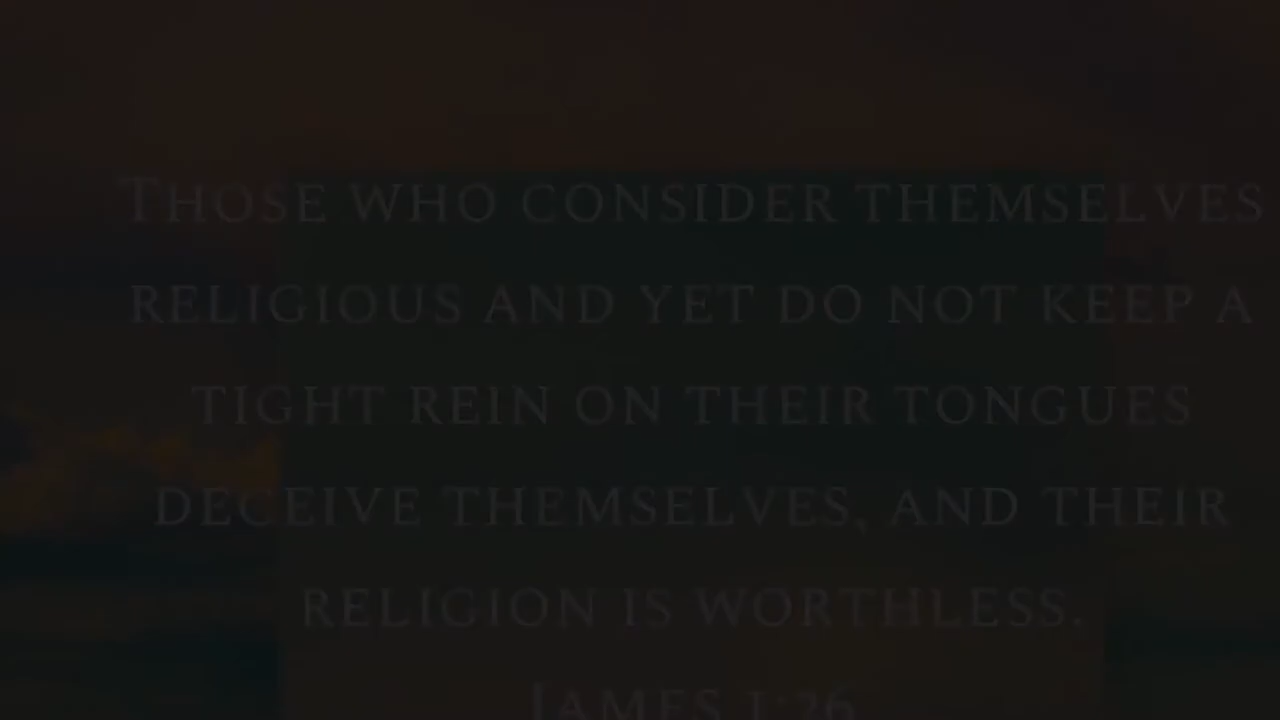 Those who consider themselves
religious and yet do not keep a
tight rein on their tongues
deceive themselves, and their
religion is worthless.
James 1:26